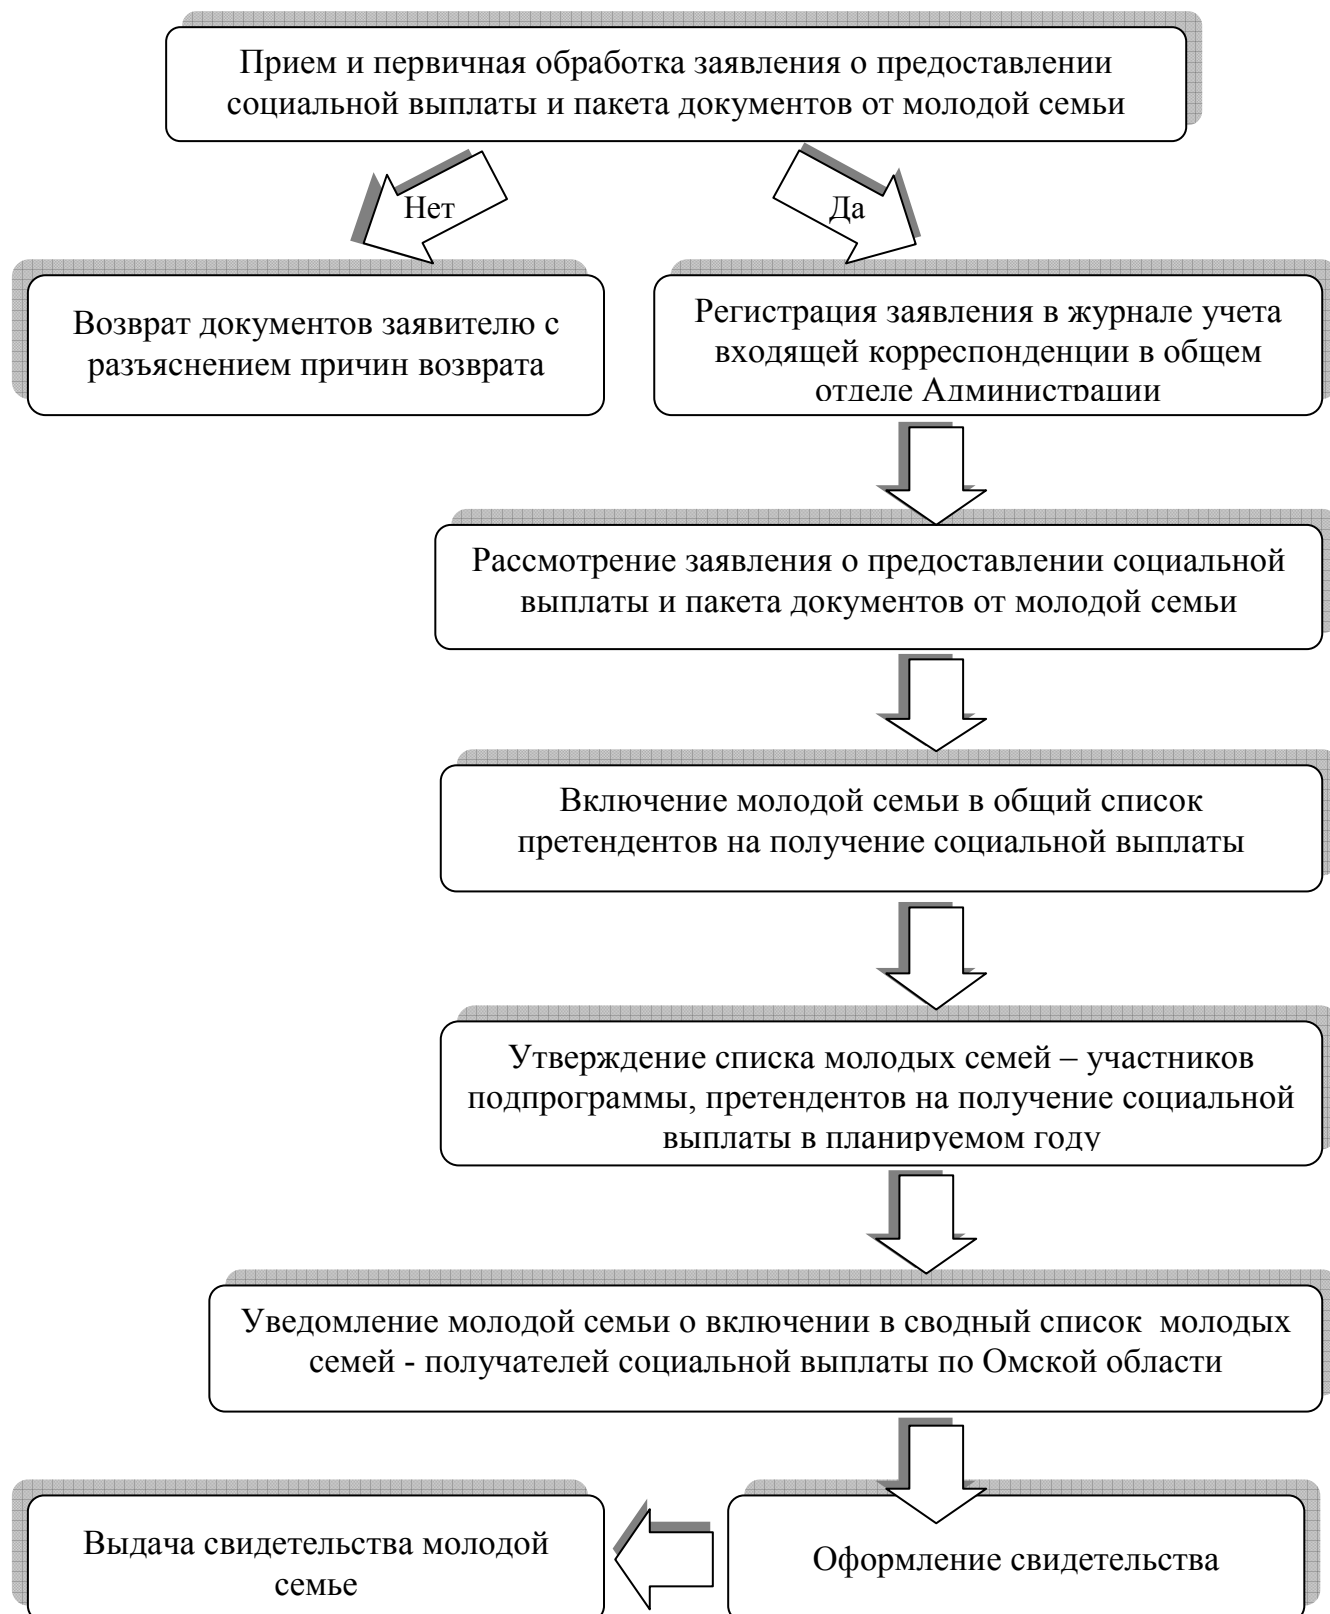 Прием и первичная обработка заявления о предоставлении
социальной выплаты и пакета документов от молодой семьи
Нет
Да
Возврат документов заявителю с
разъяснением причин возврата
Регистрация заявления в журнале учета
входящей корреспонденции в общем
отделе Администрации
Рассмотрение заявления о предоставлении социальной
выплаты и пакета документов от молодой семьи
Включение молодой семьи в общий список
претендентов на получение социальной выплаты
Утверждение списка молодых семей – участников
подпрограммы, претендентов на получение социальной
выплаты в планируемом году
Уведомление молодой семьи о включении в сводный список  молодых
семей - получателей социальной выплаты по Омской области
Выдача свидетельства молодой
семье
Оформление свидетельства